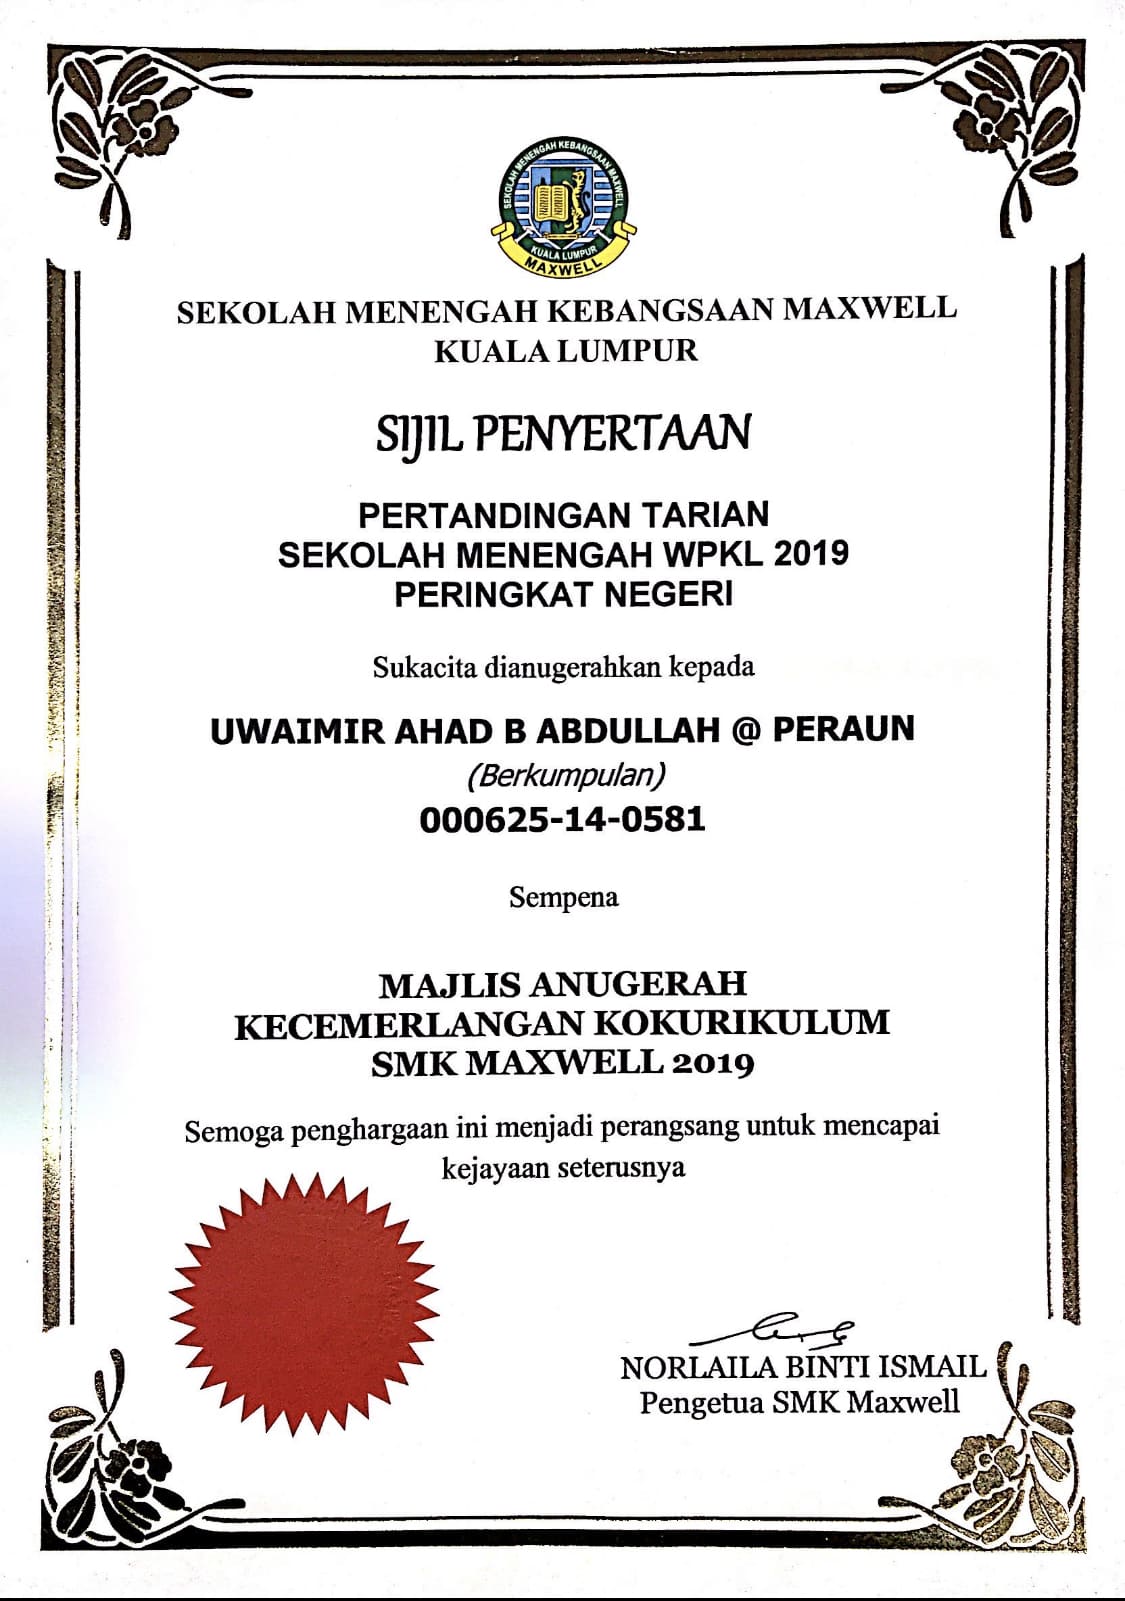 SEKOLAH MENENGAH KEBANGSAAN MAXWELL
KUALA LUMPUR
MAXWELL
SEKOLAH MENENGAH KEBANGSAAN MAXWELL
KUALA LUMPUR
SIJIL PENYERTAAN
PERTANDINGAN TARIAN
SEKOLAH MENENGAH WPKL 2019
PERINGKAT NEGERI
Sukacita dianugerahkan kepada
UWAIMIR AHAD B ABDULLAH @ PERAUN
(Berkumpulan)
000625-14-0581
Sempena
MAJLIS ANUGERAH
KECEMERLANGAN KOKURIKULUM
SMK MAXWELL 2019
Semoga penghargaan ini menjadi perangsang untuk mencapai
kejayaan seterusnya
NORLAILA BINTI ISMAIL
Pengetua SMK Maxwell